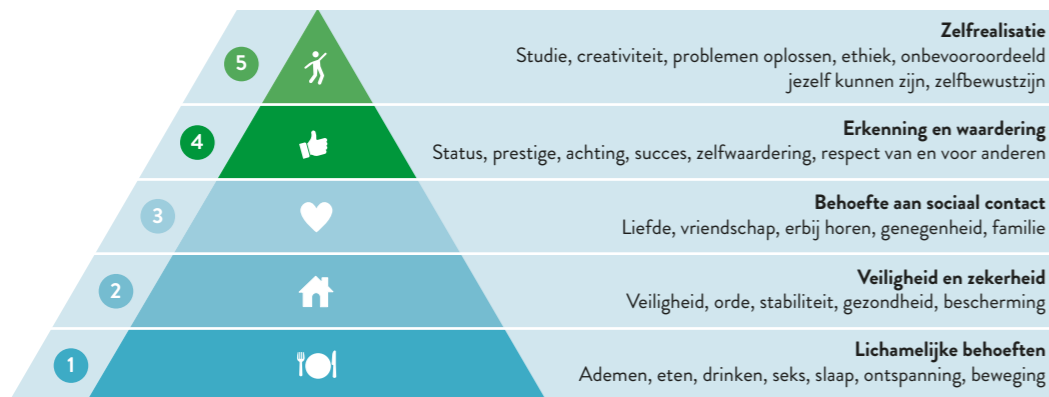 5
Zelfrealisatie
Studie, creativiteit, problemen oplossen, ethiek, onbevooroordeeld
jezelf kunnen zijn, zelfbewustzijn
4
Erkenning en waardering
Status, prestige, achting, succes, zelfwaardering, respect van en voor anderen
3
Behoefte aan sociaal contact
Liefde, vriendschap, erbij horen, genegenheid, familie
2
Veiligheid en zekerheid
Veiligheid, orde, stabiliteit, gezondheid, bescherming
1
Lichamelijke behoeften
Ademen, eten, drinken, seks, slaap, ontspanning, beweging